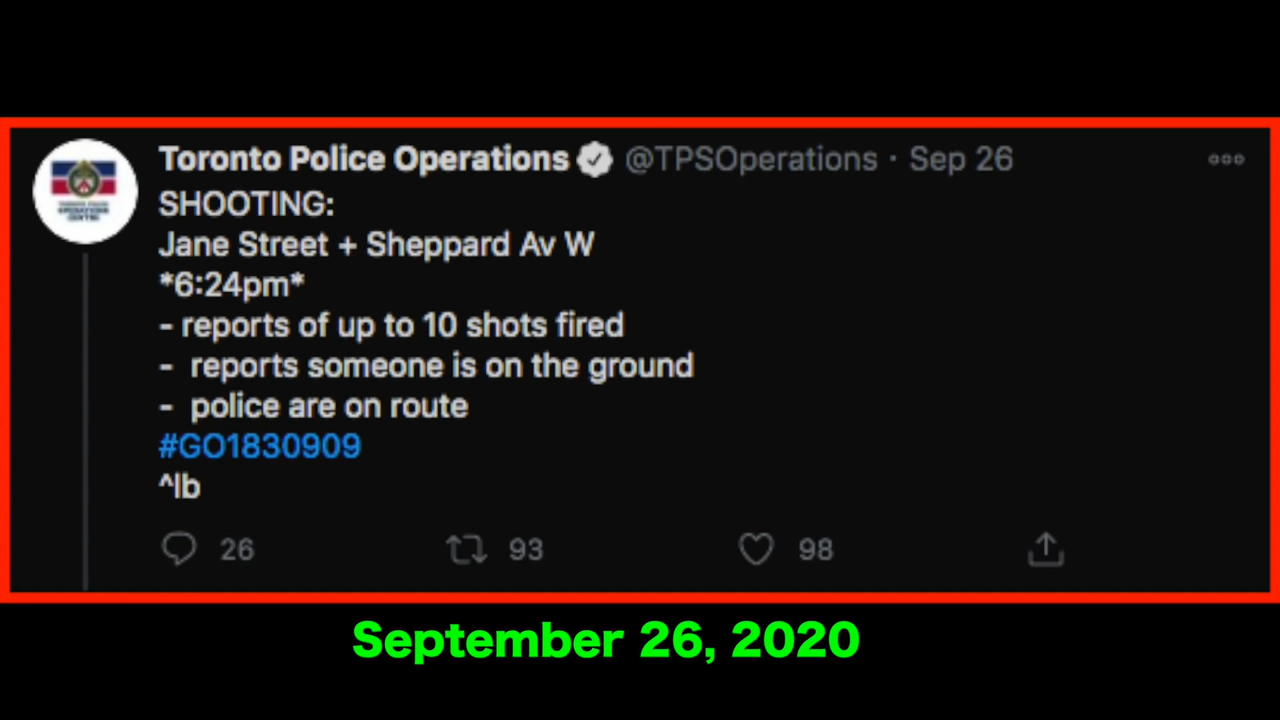 Toronto Police Operations @TPSOperations · Sep 26
SHOOTING:
Jane Street + Sheppard Av W
*6:24pm*
- reports of up to 10 shots fired
- reports someone is on the ground
- police are on route
#GO1830909
^lb
26 93 98
September 26, 2020